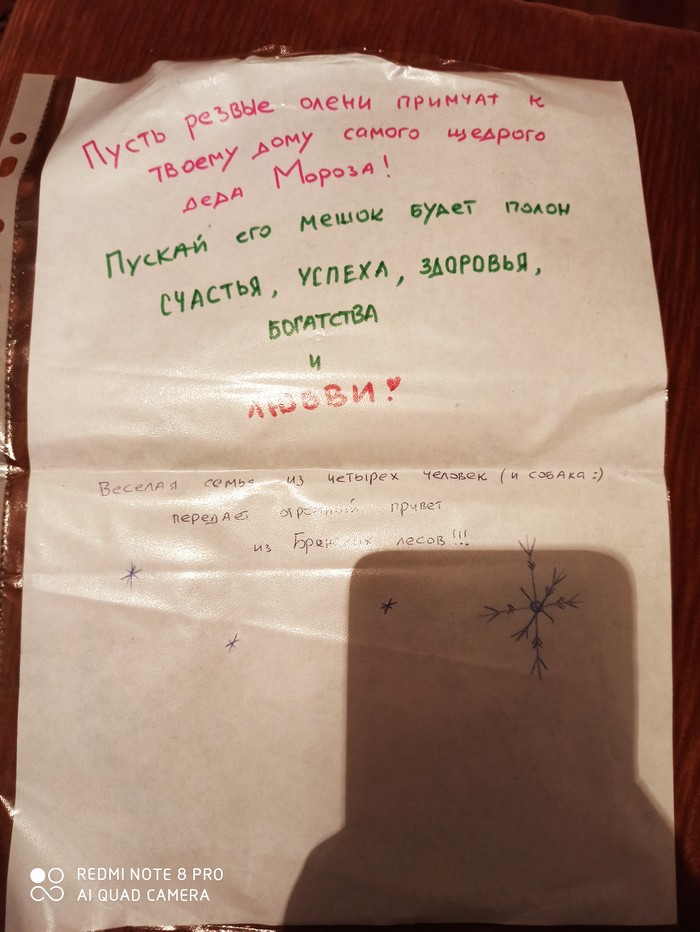 Пусть резвые олени примчат к
твоему дому самого щедрого
деда Мороза!
Пускай его мешок будет полон
СЧАСТЬЯ, УСПЕХА, ЗДОРОВЬЯ,
БОГАТСТВА
и
ЛЮБВИ!
Веселая семья из четырех человек (и собака :)
передает огромный привет
из Брянских лесов!!!
REDMI NOTE 8 PRO
AI QUAD CAMERA